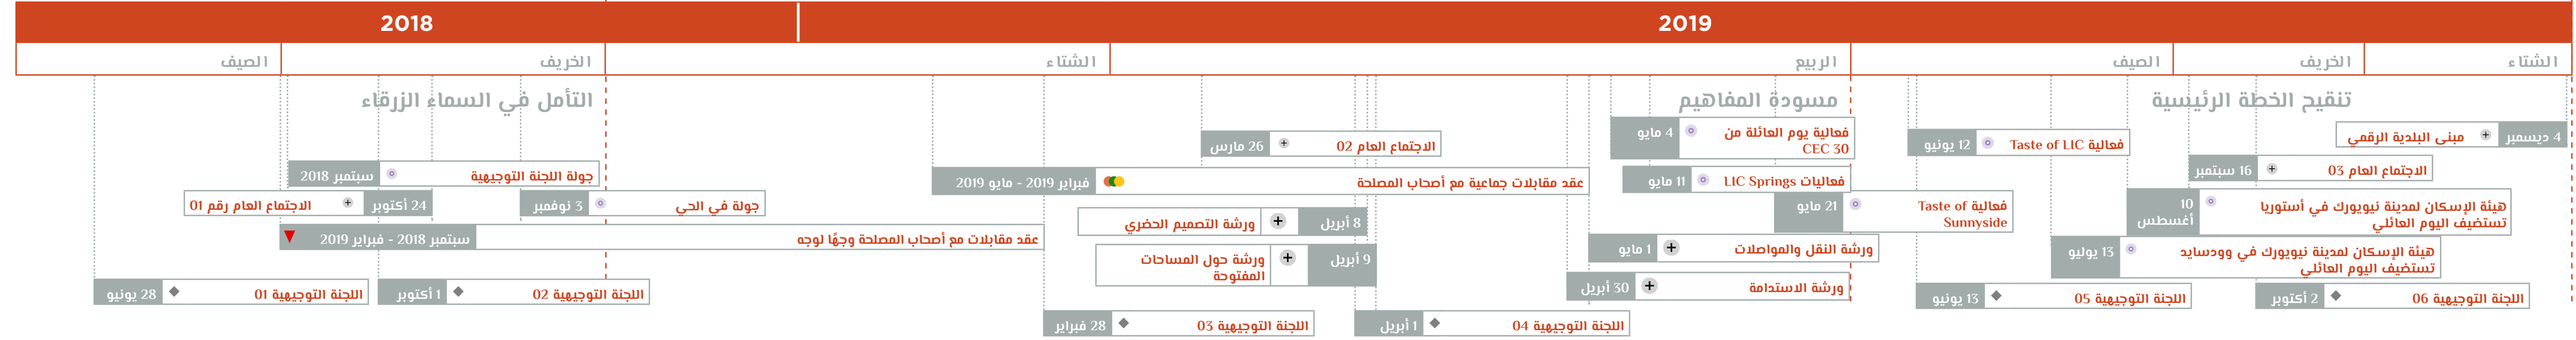 2018
2019
الصيف
الخريف
الشتاء
الربيع
الصيف
الخريف
الشتاء
التأمل في السماء الزرقاء
مسودة المفاهيم
تنقيح الخطة الرئيسية
سبتمبر 2018
جولة اللجنة التوجيهية
الاجتماع العام رقم 01
24 أكتوبر
3 نوفمبر
جولة في الحي
سبتمبر 2018 - فبراير 2019
عقد مقابلات مع أصحاب المصلحة وجهًا لوجه
28 يونيو
اللجنة التوجيهية 01
1 أكتوبر
اللجنة التوجيهية 02
26 مارس
الاجتماع العام 02
فبراير 2019 - مايو 2019
عقد مقابلات جماعية مع أصحاب المصلحة
ورشة التصميم الحضري
8 أبريل
ورشة حول المساحات
المفتوحة
9 أبريل
28 فبراير
اللجنة التوجيهية 03
1 أبريل
اللجنة التوجيهية 04
4 مايو
فعالية يوم العائلة من
CEC 30
11 مايو
فعاليات LIC Springs
21 مايو
فعالية Taste of
Sunnyside
1 مايو
ورشة النقل والمواصلات
30 أبريل
ورشة الاستدامة
12 يونيو
فعالية Taste of LIC
مبنى البلدية الرقمي
4 ديسمبر
16 سبتمبر
الاجتماع العام 03
10
أغسطس
هيئة الإسكان لمدينة نيويورك في أستوريا
تستضيف اليوم العائلي
13 يوليو
هيئة الإسكان لمدينة نيويورك في وودسايد
تستضيف اليوم العائلي
13 يونيو
اللجنة التوجيهية 05
2 أكتوبر
اللجنة التوجيهية 06